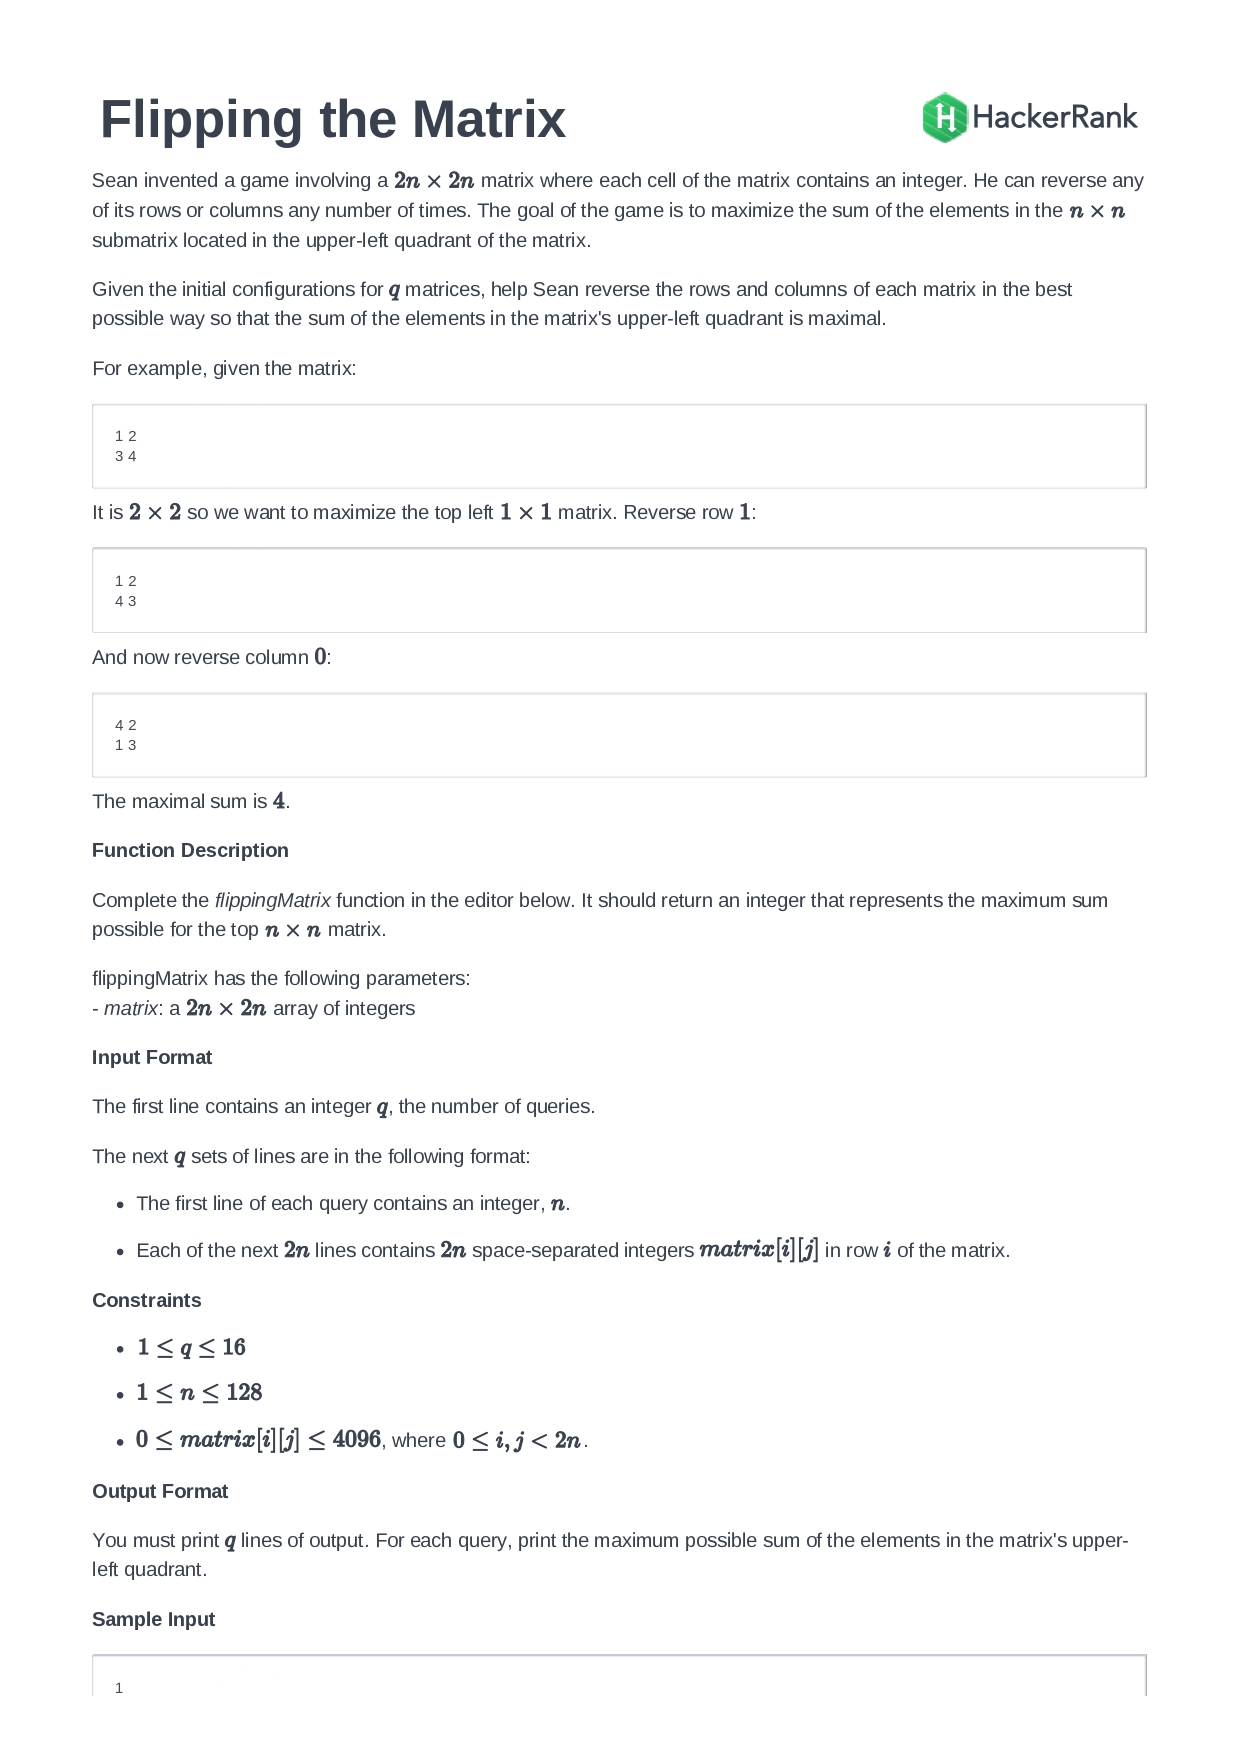 Flipping the Matrix
HackerRank
Sean invented a game involving a 2n × 2n matrix where each cell of the matrix contains an integer. He can reverse any
of its rows or columns any number of times. The goal of the game is to maximize the sum of the elements in the n × n
submatrix located in the upper-left quadrant of the matrix.
Given the initial configurations for q matrices, help Sean reverse the rows and columns of each matrix in the best
possible way so that the sum of the elements in the matrix's upper-left quadrant is maximal.
For example, given the matrix:
1 2
3 4
It is 2 × 2 so we want to maximize the top left 1 × 1 matrix. Reverse row 1:
1 2
4 3
And now reverse column 0:
4 2
1 3
The maximal sum is 4.
Function Description
Complete the flippingMatrix function in the editor below. It should return an integer that represents the maximum sum
possible for the top n × n matrix.
flippingMatrix has the following parameters:
- matrix: a 2n × 2n array of integers
Input Format
The first line contains an integer q, the number of queries.
The next q sets of lines are in the following format:
• The first line of each query contains an integer, n.
• Each of the next 2n lines contains 2n space-separated integers matrix[i][j] in row i of the matrix.
Constraints
• 1 ≤ q ≤ 16
• 1 ≤ n ≤ 128
• 0 ≤ matrix[i][j] ≤ 4096, where 0 ≤ i, j < 2n.
Output Format
You must print q lines of output. For each query, print the maximum possible sum of the elements in the matrix's upper-
left quadrant.
Sample Input
1